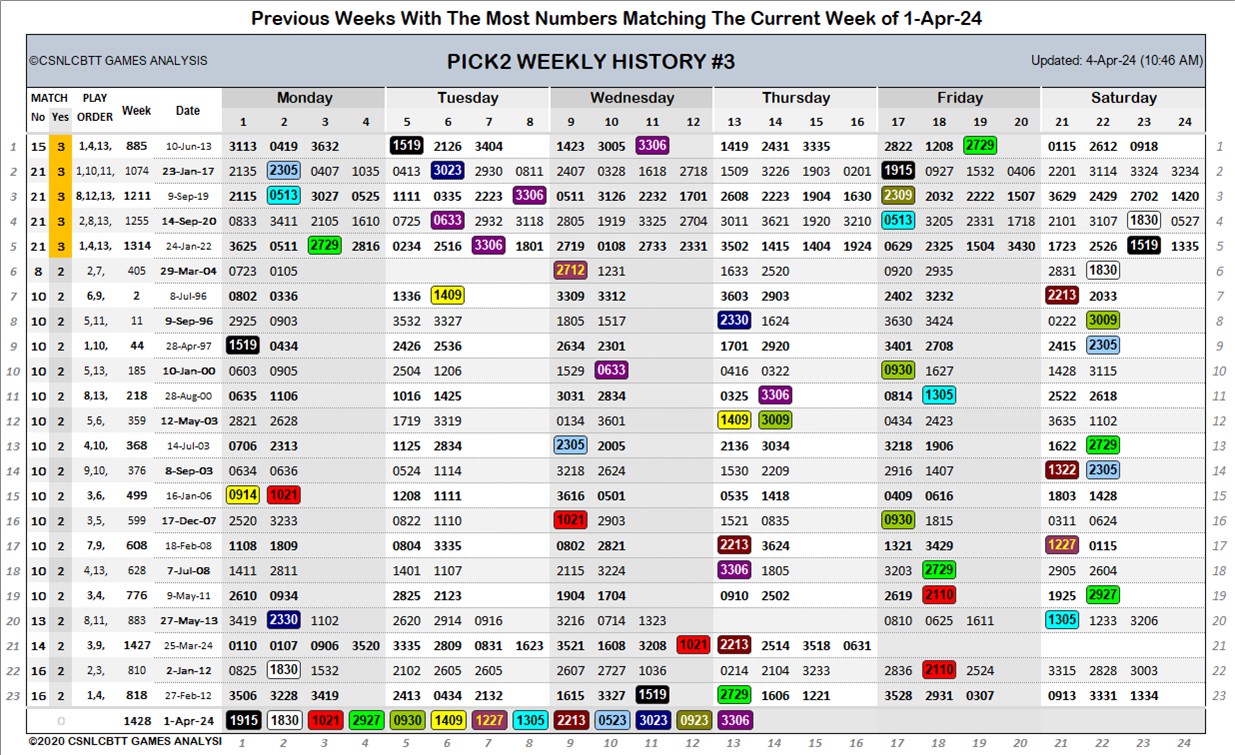 Previous Weeks With The Most Numbers Matching The Current Week of 1-Apr-24
©CSNLCBTT GAMES ANALYSIS PICK2 WEEKLY HISTORY #3 Updated: 4-Apr-24 (10:46 AM)
MATCH PLAY Week Date Monday Tuesday Wednesday Thursday Friday Saturday
No Yes ORDER 1 2 3 4 5 6 7 8 9 10 11 12 13 14 15 16 17 18 19 20 21 22 23 24
1 15 3 1,4,13, 885 10-Jun-13 3113 0419 3632 1519 2126 3404 1423 3005 3306 1419 2431 3335 2822 1208 2729 0115 2612 0918 1
2 21 3 1,10,11, 1074 23-Jan-17 2135 2305 0407 1035 0413 3023 2930 0811 2407 0328 1618 2718 1509 3226 1903 0201 1915 0927 1532 0406 2201 3114 3324 3234 2
3 21 3 8,12,13, 1211 9-Sep-19 2115 0513 3027 0525 1116 0335 2223 3306 0511 3126 2232 1701 2608 2223 1904 1630 2309 2032 2222 1507 3629 2429 2702 1420 3
4 21 3 2,8,13, 1255 14-Sep-20 0833 3411 2105 1610 0725 0633 2932 3118 2805 1919 3325 2704 3011 3621 1920 3210 0513 3205 2331 1718 2101 3107 1830 0527 4
5 21 3 1,4,13, 1314 24-Jan-22 3625 0511 2729 2816 0234 2516 3306 1801 2719 0108 2733 2331 3502 1415 1404 1924 0629 2325 1504 3430 1723 2526 1519 1335 5
6 8 2 2,7, 405 29-Mar-04 0723 0105 2712 1231 1633 2520 0920 2935 2831 1830 6
7 10 2 6,9, 2 8-Jul-96 0802 0336 1336 1409 3309 3312 3603 2903 2402 3232 2213 2033 7
8 10 2 5,11, 11 9-Sep-96 2925 0903 3532 3327 1805 1517 2330 1624 3630 3424 0222 3009 8
9 10 2 1,10, 44 28-Apr-97 1519 0434 2426 2536 2634 2301 1701 2920 3401 2708 2415 2305 9
10 10 2 5,13, 185 10-Jan-00 0603 0905 2504 1206 1529 0633 0416 0322 0930 1627 1428 3115 10
11 10 2 8,13, 218 28-Aug-00 0635 1106 1016 1425 3031 2834 0325 3306 0814 1305 2522 2618 11
12 10 2 5,6, 359 12-May-03 2821 2628 1719 3319 0134 3601 1409 3009 0434 2423 3635 1102 12
13 10 2 4,10, 368 14-Jul-03 0706 2313 1125 2834 2305 2005 2136 3034 3218 1906 1622 2729 13
14 10 2 9,10, 376 8-Sep-03 0634 0636 0524 1114 3218 2624 1530 2209 2916 1407 1322 2305 14
15 10 2 3,6, 499 16-Jan-06 0914 1021 1208 1111 3616 0501 0535 1418 0409 0616 1803 1428 15
16 10 2 3,5, 599 17-Dec-07 2520 3233 0822 1110 1021 2903 1521 0835 0930 1815 0311 0624 16
17 10 2 7,9, 608 18-Feb-08 1108 1809 0804 3335 0802 2821 2213 3624 1321 3429 1227 0115 17
18 10 2 4,13, 628 7-Jul-08 1411 2811 1401 1107 2115 3224 3306 1805 3203 2729 2905 2604 18
19 10 2 3,4, 776 9-May-11 2610 0934 2825 2123 1904 1704 0910 2502 2619 2110 1925 2927 19
20 13 2 8,11, 883 27-May-13 3419 2330 1102 2620 2914 0916 3216 0714 1323 0810 0625 1611 1305 1233 3206 20
21 14 2 3,9, 1427 25-Mar-24 0110 0107 0906 3520 3335 2809 0831 1623 3521 1608 3208 1021 2213 2514 3518 0631 21
22 16 2 2,3, 810 2-Jan-12 0825 1830 1532 2102 2605 2605 2607 2727 1036 0214 2104 3233 2836 2110 2524 3315 2828 3003 22
23 16 2 1,4, 818 27-Feb-12 3506 3228 3419 2413 0434 2132 1615 3327 1519 2729 1606 1221 3528 2931 0307 0913 3331 1334 23
0 1428 1-Apr-24 1915 1830 1021 2927 0930 1409 1227 1305 2213 0523 3023 0923 3306
©2020 CSNLCBTT GAMES ANALYSI 1 2 3 4 5 6 7 8 9 10 11 12 13 14 15 16 17 18 19 20 21 22 23 24